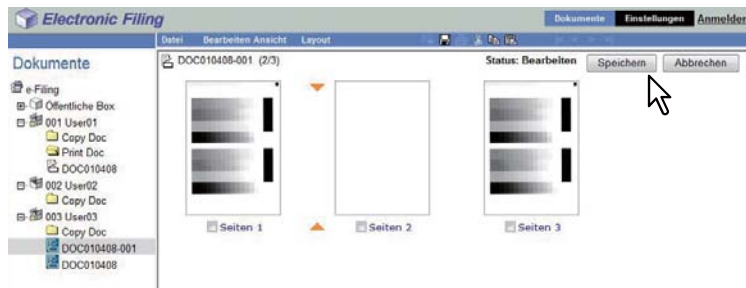 Electronic Filing
Dokumente Einstellungen Anmelden
Datei Bearbeiten Ansicht Layout
Dokumente
DOC010408-001 (2/3) Status: Bearbeiten Speichern Abbrechen
e-Filing
Öffentliche Box
001 User01
Copy Doc
Print Doc
DOC010408
002 User02
Copy Doc
003 User03
Copy Doc
DOC010408-001
DOC010408
Seiten 1 Seiten 2 Seiten 3